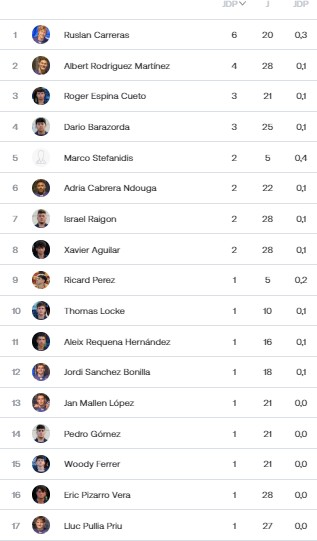 JDP J JDP
1 Ruslan Carreras 6 20 0,3
2 Albert Rodriguez Martínez 4 28 0,1
3 Roger Espina Cueto 3 21 0,1
4 Dario Barazorda 3 25 0,1
5 Marco Stefanidis 2 5 0,4
6 Adria Cabrera Ndouga 2 22 0,1
7 Israel Raigon 2 28 0,1
8 Xavier Aguilar 2 28 0,1
9 Ricard Perez 1 5 0,2
10 Thomas Locke 1 10 0,1
11 Aleix Requena Hernández 1 16 0,1
12 Jordi Sanchez Bonilla 1 18 0,1
13 Jan Mallen López 1 21 0,0
14 Pedro Gómez 1 21 0,0
15 Woody Ferrer 1 21 0,0
16 Eric Pizarro Vera 1 28 0,0
17 Lluc Pullia Priu 1 27 0,0